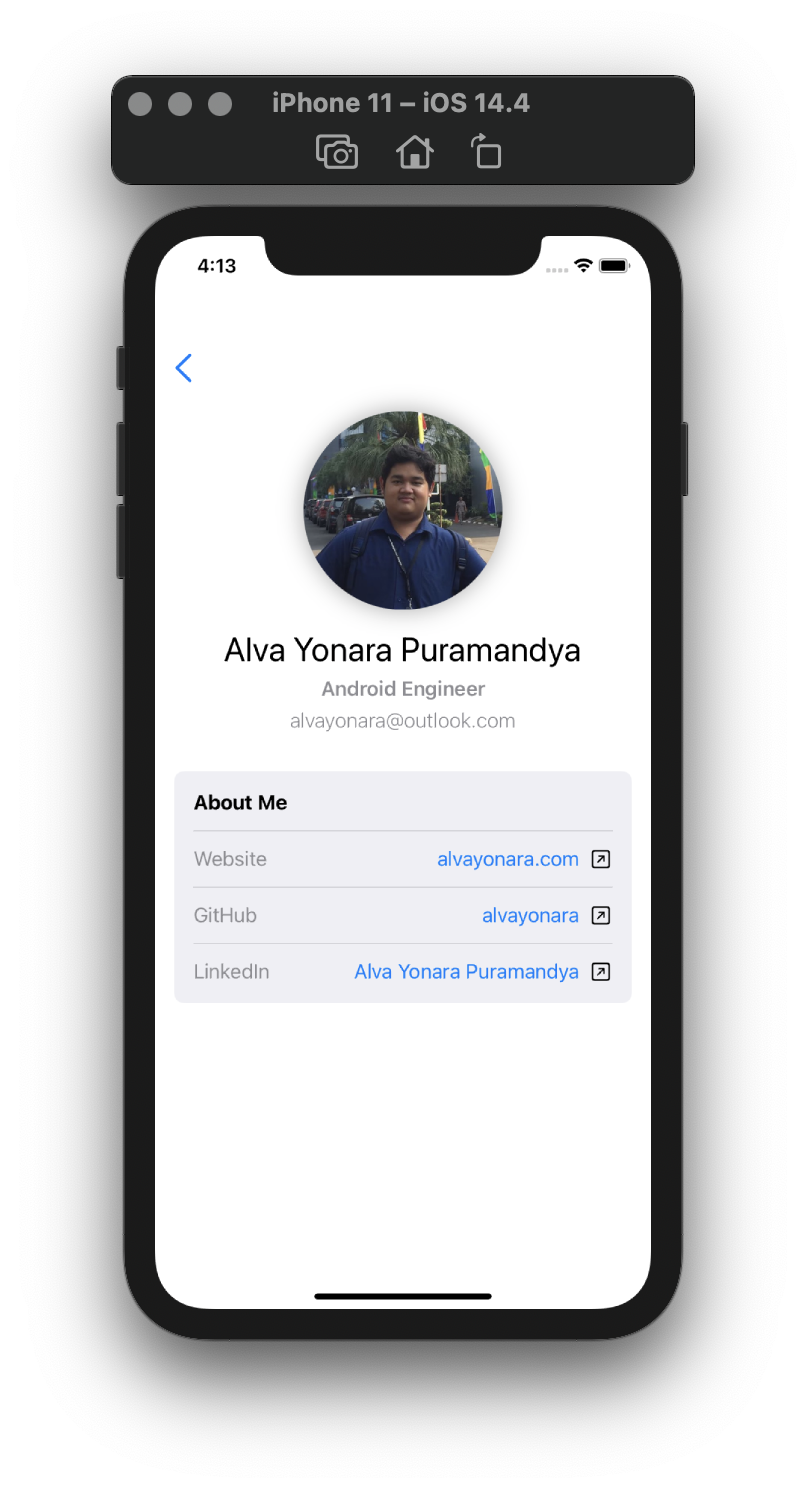 iPhone 11 – iOS 14.4
4:13
Alva Yonara Puramandya
Android Engineer
alvayonara@outlook.com
About Me
Website alvayonara.com
GitHub alvayonara
LinkedIn Alva Yonara Puramandya